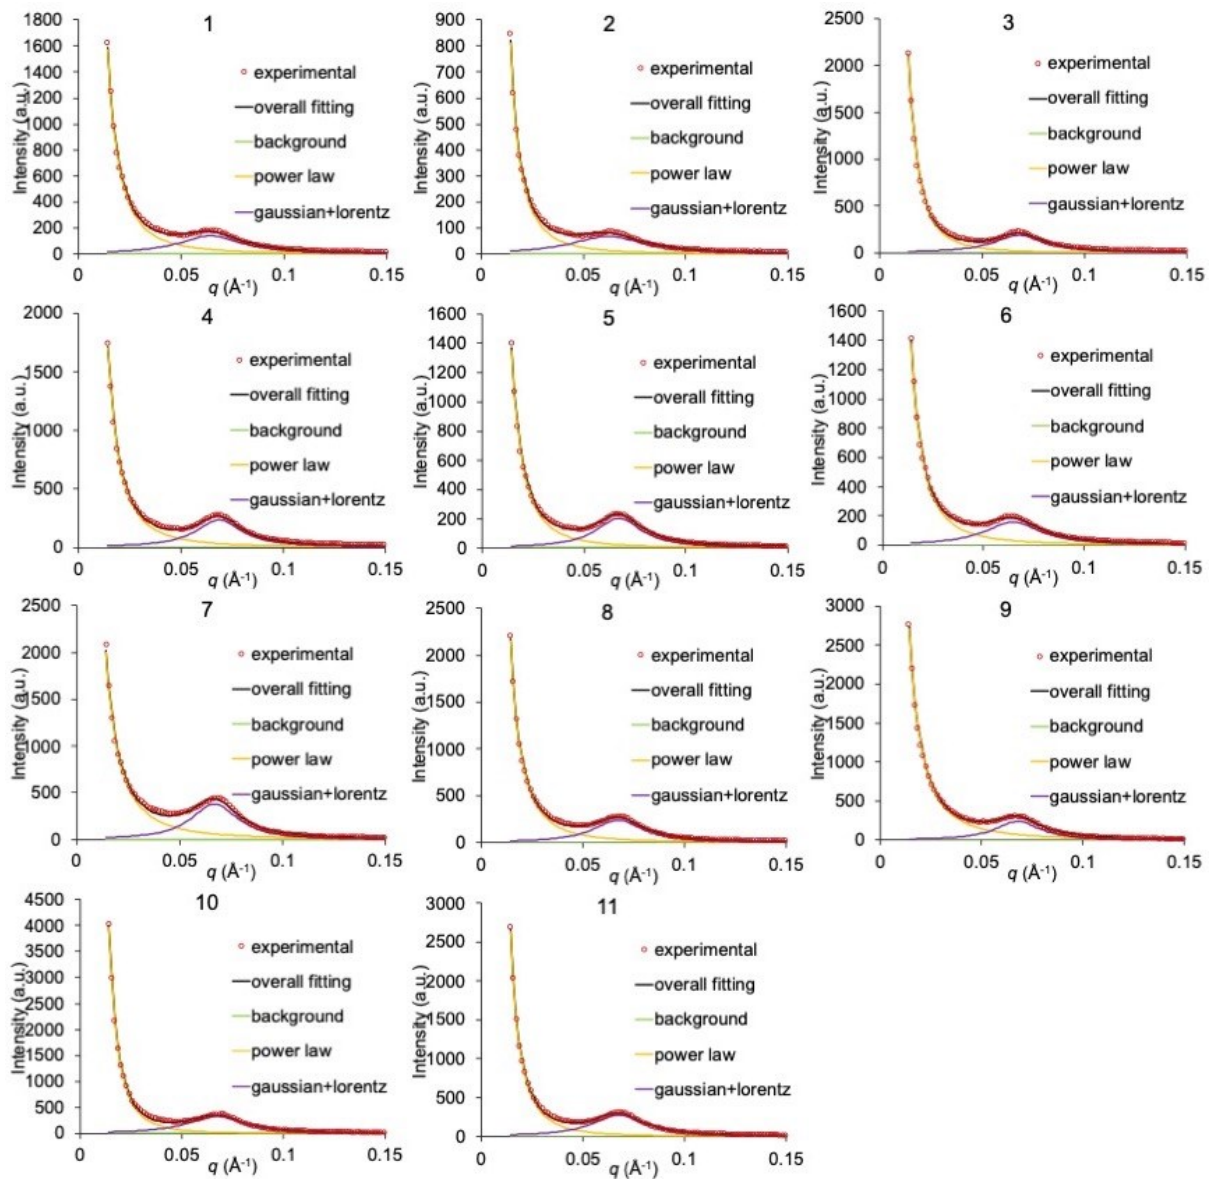 1
Intensity (a.u.)
1800
1600
1400
1200
1000
800
600
400
200
0
experimental
overall fitting
background
power law
gaussian+lorentz
0
0.05
0.1
0.15
q (Å-1)
2
Intensity (a.u.)
900
800
700
600
500
400
300
200
100
0
experimental
overall fitting
background
power law
gaussian+lorentz
0
0.05
0.1
0.15
q (Å-1)
3
Intensity (a.u.)
2500
2000
1500
1000
500
0
experimental
overall fitting
background
power law
gaussian+lorentz
0
0.05
0.1
0.15
q (Å-1)
4
Intensity (a.u.)
2000
1500
1000
500
0
experimental
overall fitting
background
power law
gaussian+lorentz
0
0.05
0.1
0.15
q (Å-1)
5
Intensity (a.u.)
1600
1400
1200
1000
800
600
400
200
0
experimental
overall fitting
background
power law
gaussian+lorentz
0
0.05
0.1
0.15
q (Å-1)
6
Intensity (a.u.)
1600
1400
1200
1000
800
600
400
200
0
experimental
overall fitting
background
power law
gaussian+lorentz
0
0.05
0.1
0.15
q (Å-1)
7
Intensity (a.u.)
2500
2000
1500
1000
500
0
experimental
overall fitting
background
power law
gaussian+lorentz
0
0.05
0.1
0.15
q (Å-1)
8
Intensity (a.u.)
2500
2000
1500
1000
500
0
experimental
overall fitting
background
power law
gaussian+lorentz
0
0.05
0.1
0.15
q (Å-1)
9
Intensity (a.u.)
3000
2500
2000
1500
1000
500
0
experimental
overall fitting
background
power law
gaussian+lorentz
0
0.05
0.1
0.15
q (Å-1)
10
Intensity (a.u.)
4500
4000
3500
3000
2500
2000
1500
1000
500
0
experimental
overall fitting
background
power law
gaussian+lorentz
0
0.05
0.1
0.15
q (Å-1)
11
Intensity (a.u.)
3000
2500
2000
1500
1000
500
0
experimental
overall fitting
background
power law
gaussian+lorentz
0
0.05
0.1
0.15
q (Å-1)